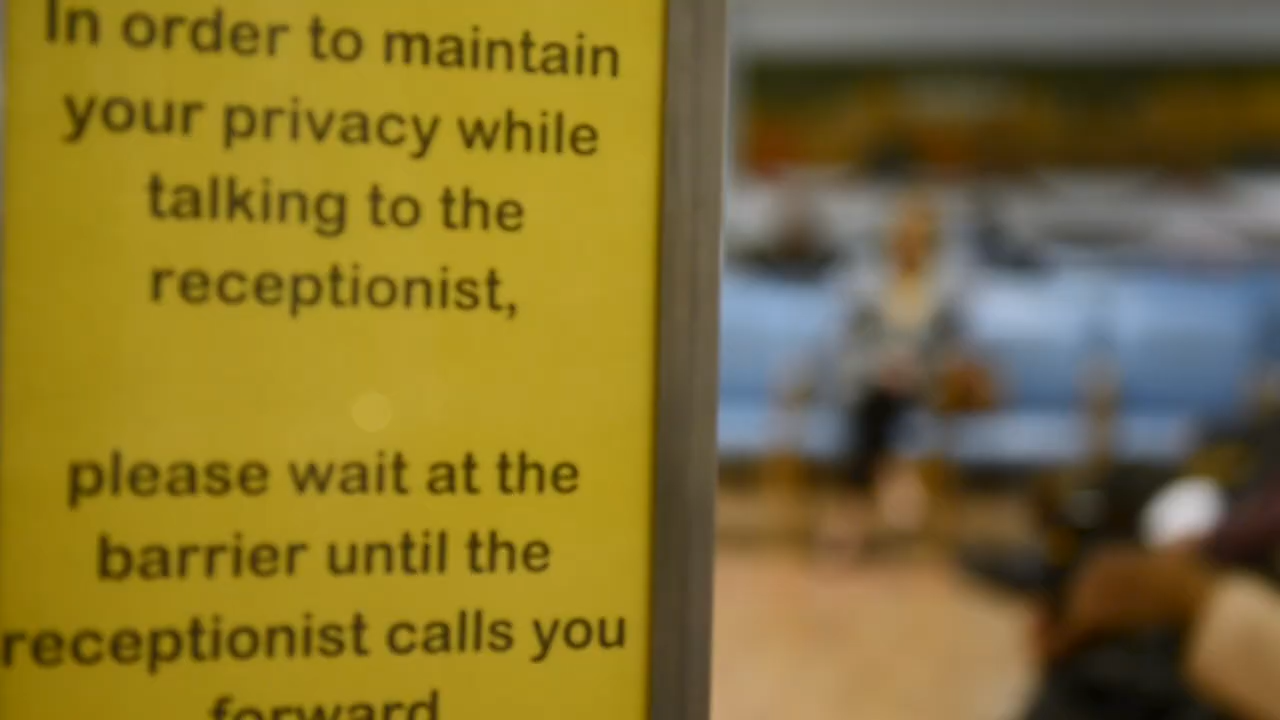 In order to maintain
your privacy while
talking to the
receptionist,
please wait at the
barrier until the
receptionist calls you
forward